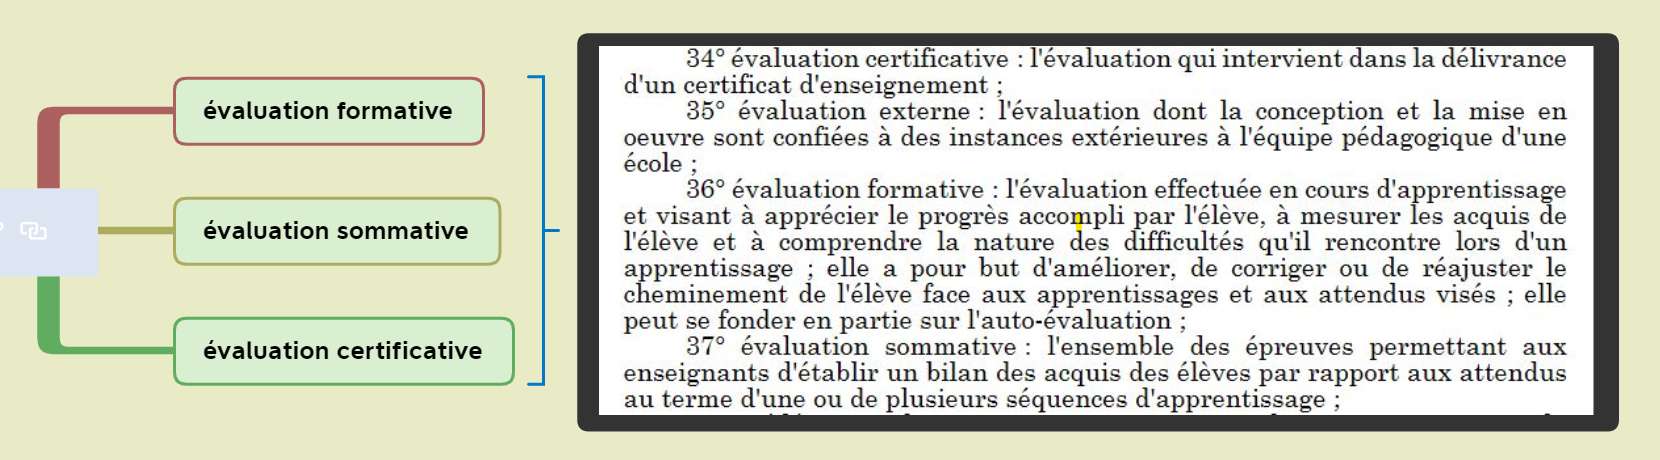 évaluation formative
évaluation sommative
évaluation certificative
34° évaluation certificative : l'évaluation qui intervient dans la délivrance
d'un certificat d'enseignement ;
35° évaluation externe : l'évaluation dont la conception et la mise en
oeuvre sont confiées à des instances extérieures à l'équipe pédagogique d'une
école ;
36° évaluation formative : l'évaluation effectuée en cours d'apprentissage
et visant à apprécier le progrès accompli par l'élève, à mesurer les acquis de
l'élève et à comprendre la nature des difficultés qu'il rencontre lors d'un
apprentissage ; elle a pour but d'améliorer, de corriger ou de réajuster le
cheminement de l'élève face aux apprentissages et aux attendus visés ; elle
peut se fonder en partie sur l'auto-évaluation ;
37° évaluation sommative : l'ensemble des épreuves permettant aux
enseignants d'établir un bilan des acquis des élèves par rapport aux attendus
au terme d'une ou de plusieurs séquences d'apprentissage ;